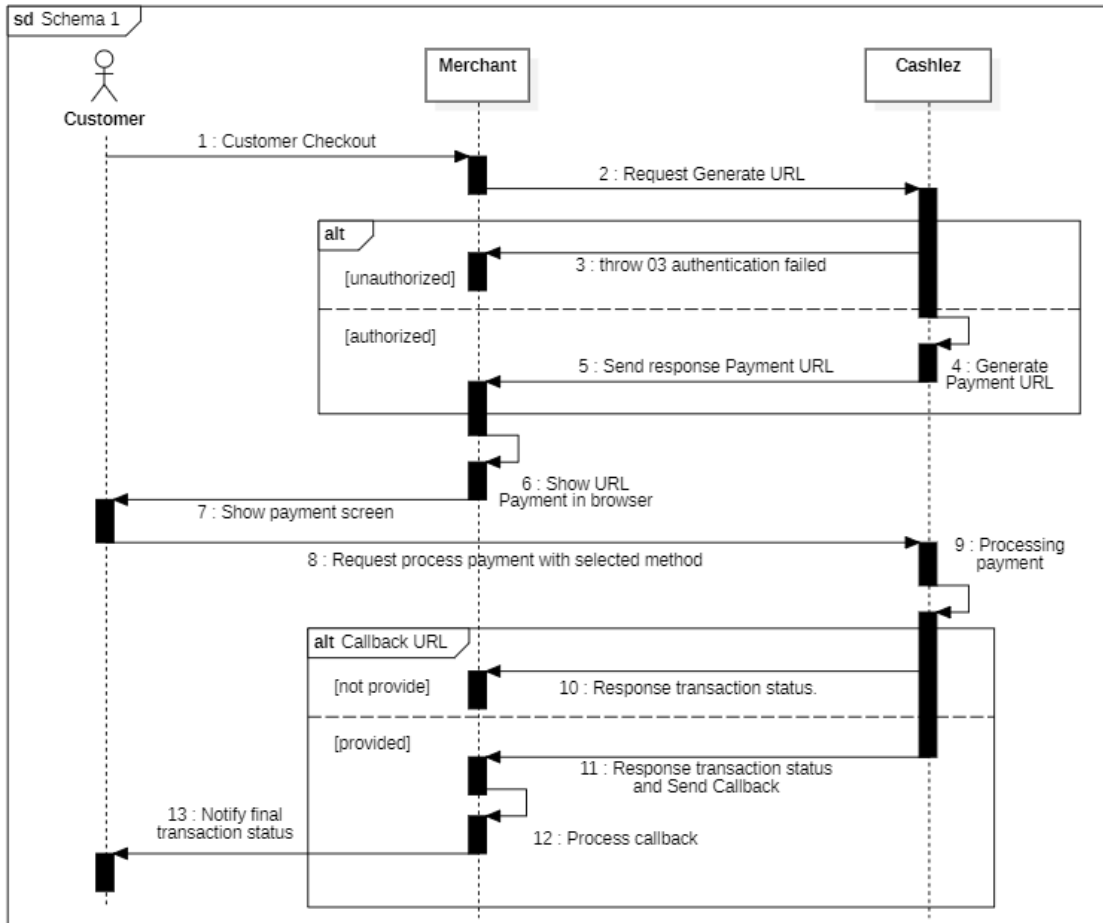 sd Schema 1
Merchant
Cashlez
Customer
1 : Customer Checkout
2 : Request Generate URL
alt
3 : throw 03 authentication failed
[unauthorized]
[authorized]
5 : Send response Payment URL
4 : Generate
Payment URL
6 : Show URL
Payment in browser
7 : Show payment screen
8 : Request process payment with selected method
9 : Processing
payment
alt Callback URL
[not provide]
10 : Response transaction status.
[provided]
11 : Response transaction status
and Send Callback
13 : Notify final
transaction status
12 : Process callback